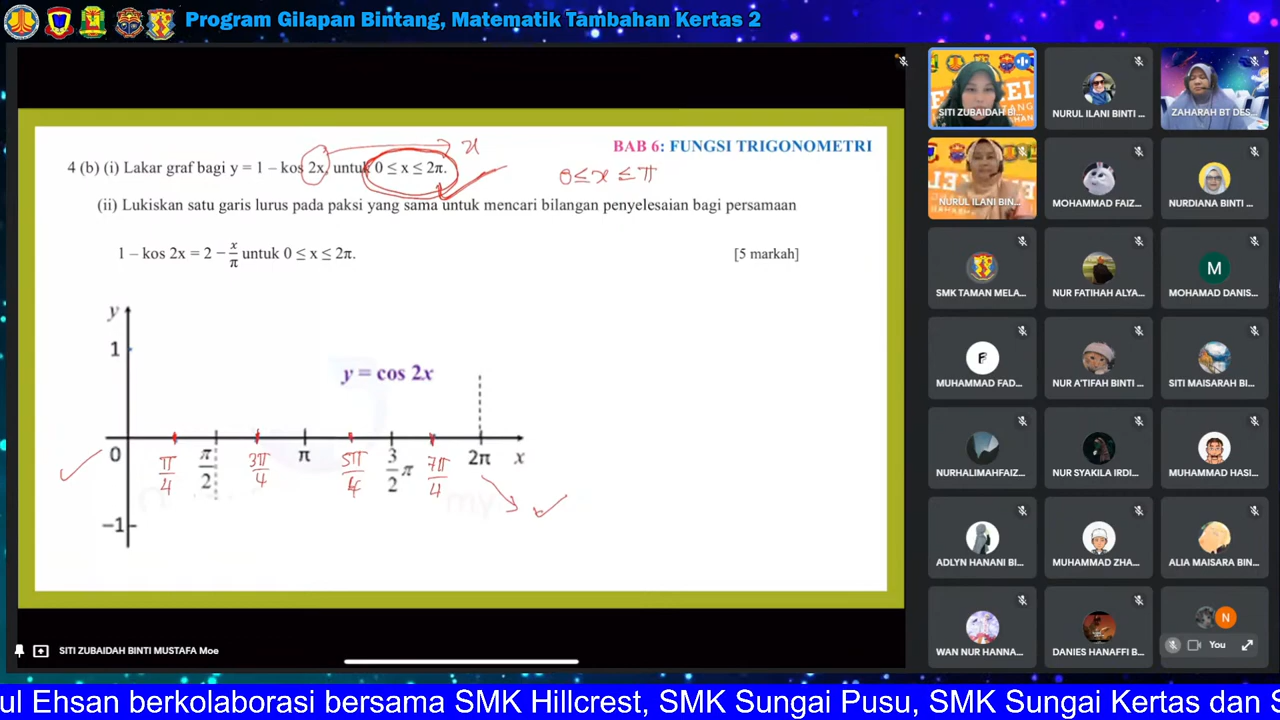 Program Gilapan Bintang, Matematik Tambahan Kertas 2
BAB 6: FUNGSI TRIGONOMETRI
4 (b) (i) Lakar graf bagi y = 1 – kos 2x, untuk 0 ≤ x ≤ 2π.
x
0 ≤ x ≤ π
(ii) Lukiskan satu garis lurus pada paksi yang sama untuk mencari bilangan penyelesaian bagi persamaan
1 – kos 2x = 2 − x/π untuk 0 ≤ x ≤ 2π.
[5 markah]
y
1
y = cos 2x
0
π/4
π/2
3π/4
π
5π/4
3/2 π
7π/4
2π
x
−1
SITI ZUBAIDAH BINTI MUSTAFA Moe
SITI ZUBAIDAH B
NURUL ILANI BINTI
ZAHARAH BT DES
NURUL ILANI BIN...
MOHAMMAD FAIZ...
NURDIANA BINTI
SMK TAMAN MELA...
NUR FATIHAH ALYA...
M
MOHAMAD DANIS...
F
MUHAMMAD FAD...
NUR A'TIFAH BINTI
SITI MAISARAH BI...
NURHALIMAHFAIZ...
NUR SYAKILA IRDI...
MUHAMMAD HASI...
ADLYN HANANI BI...
MUHAMMAD ZHA...
ALIA MAISARA BIN...
WAN NUR HANNA...
DANIES HANAFFI B...
N
You
ul Ehsan berkolaborasi bersama SMK Hillcrest, SMK Sungai Pusu, SMK Sungai Kertas dan S